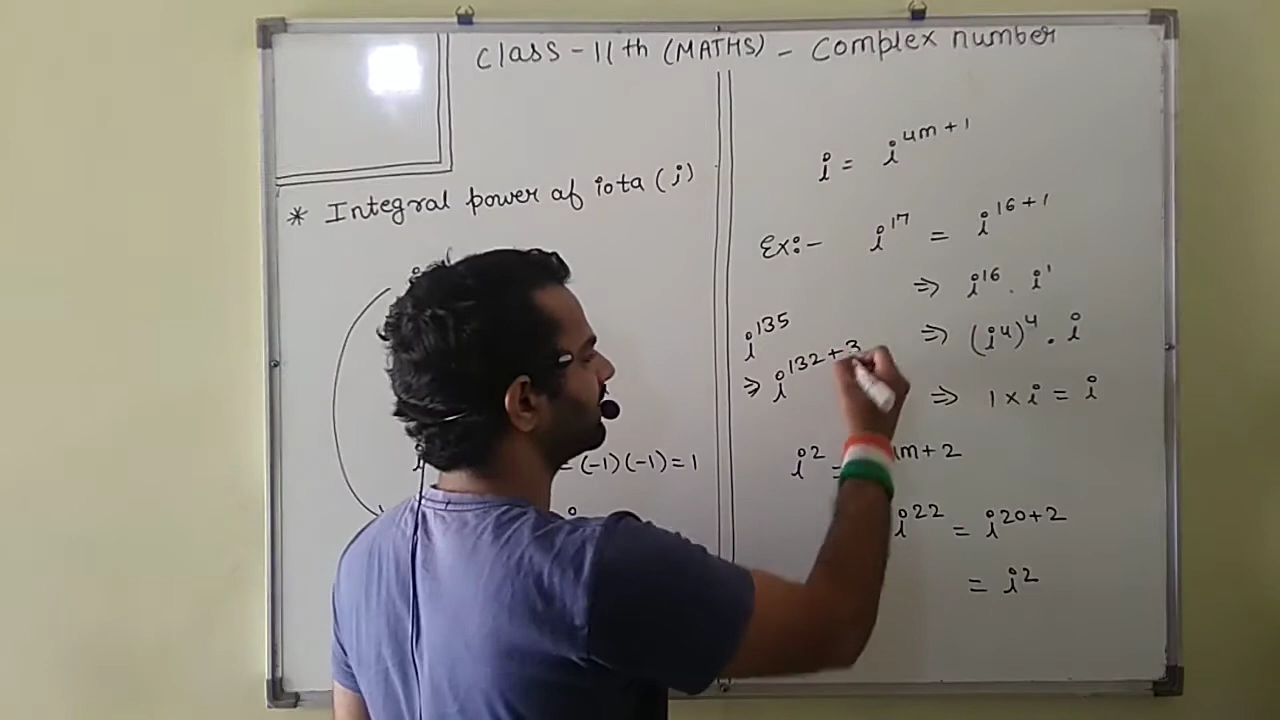 Class - 11th (MATHS) - Complex number
* Integral power of iota (i)
= (-1)(-1) = 1
i = i^{4m+1}
Ex:- i^{17} = i^{16+1}
⇒ i^{16} . i^{1}
⇒ (i^{4})^{4} . i
⇒ 1 × i = i
i^{135}
⇒ i^{132+3}
i^{2} = 4m+2
i^{22} = i^{20+2}
= i^{2}